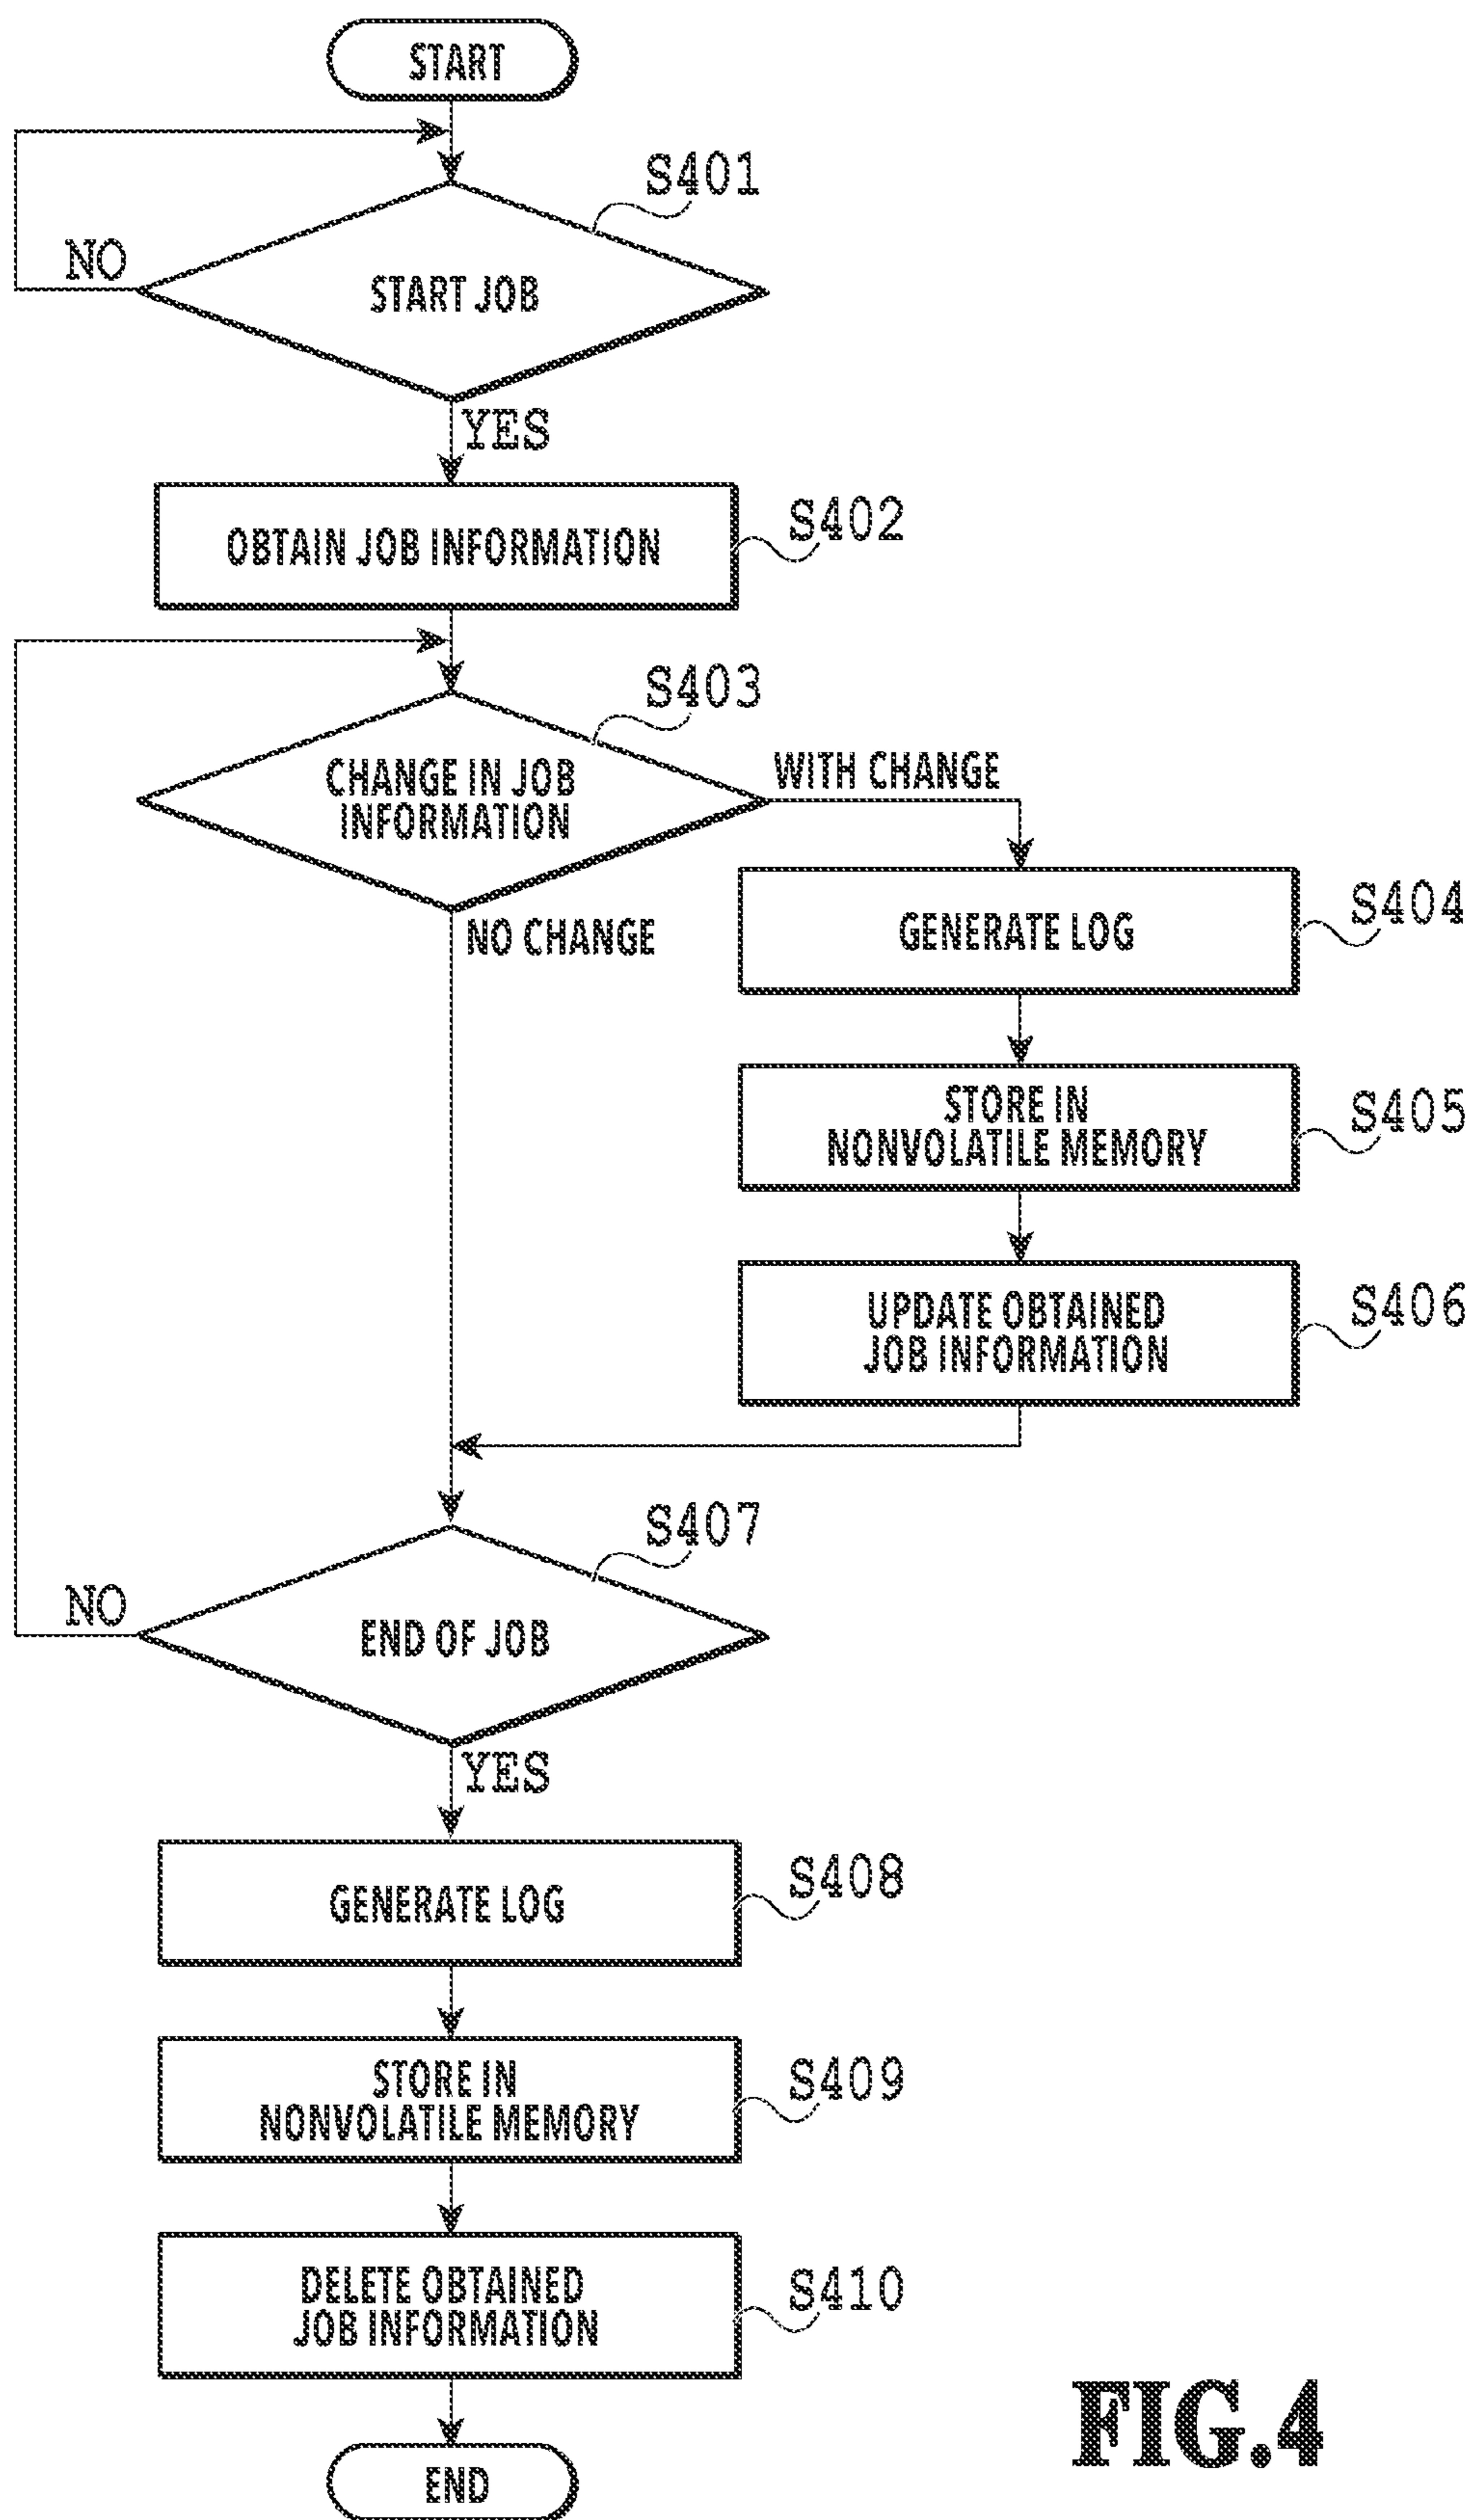 START
S401
NO
START JOB
YES
OBTAIN JOB INFORMATION
S402
S403
CHANGE IN JOB
INFORMATION
WITH CHANGE
NO CHANGE
GENERATE LOG
S404
STORE IN
NONVOLATILE MEMORY
S405
UPDATE OBTAINED
JOB INFORMATION
S406
S407
NO
END OF JOB
YES
GENERATE LOG
S408
STORE IN
NONVOLATILE MEMORY
S409
DELETE OBTAINED
JOB INFORMATION
S410
END
FIG.4